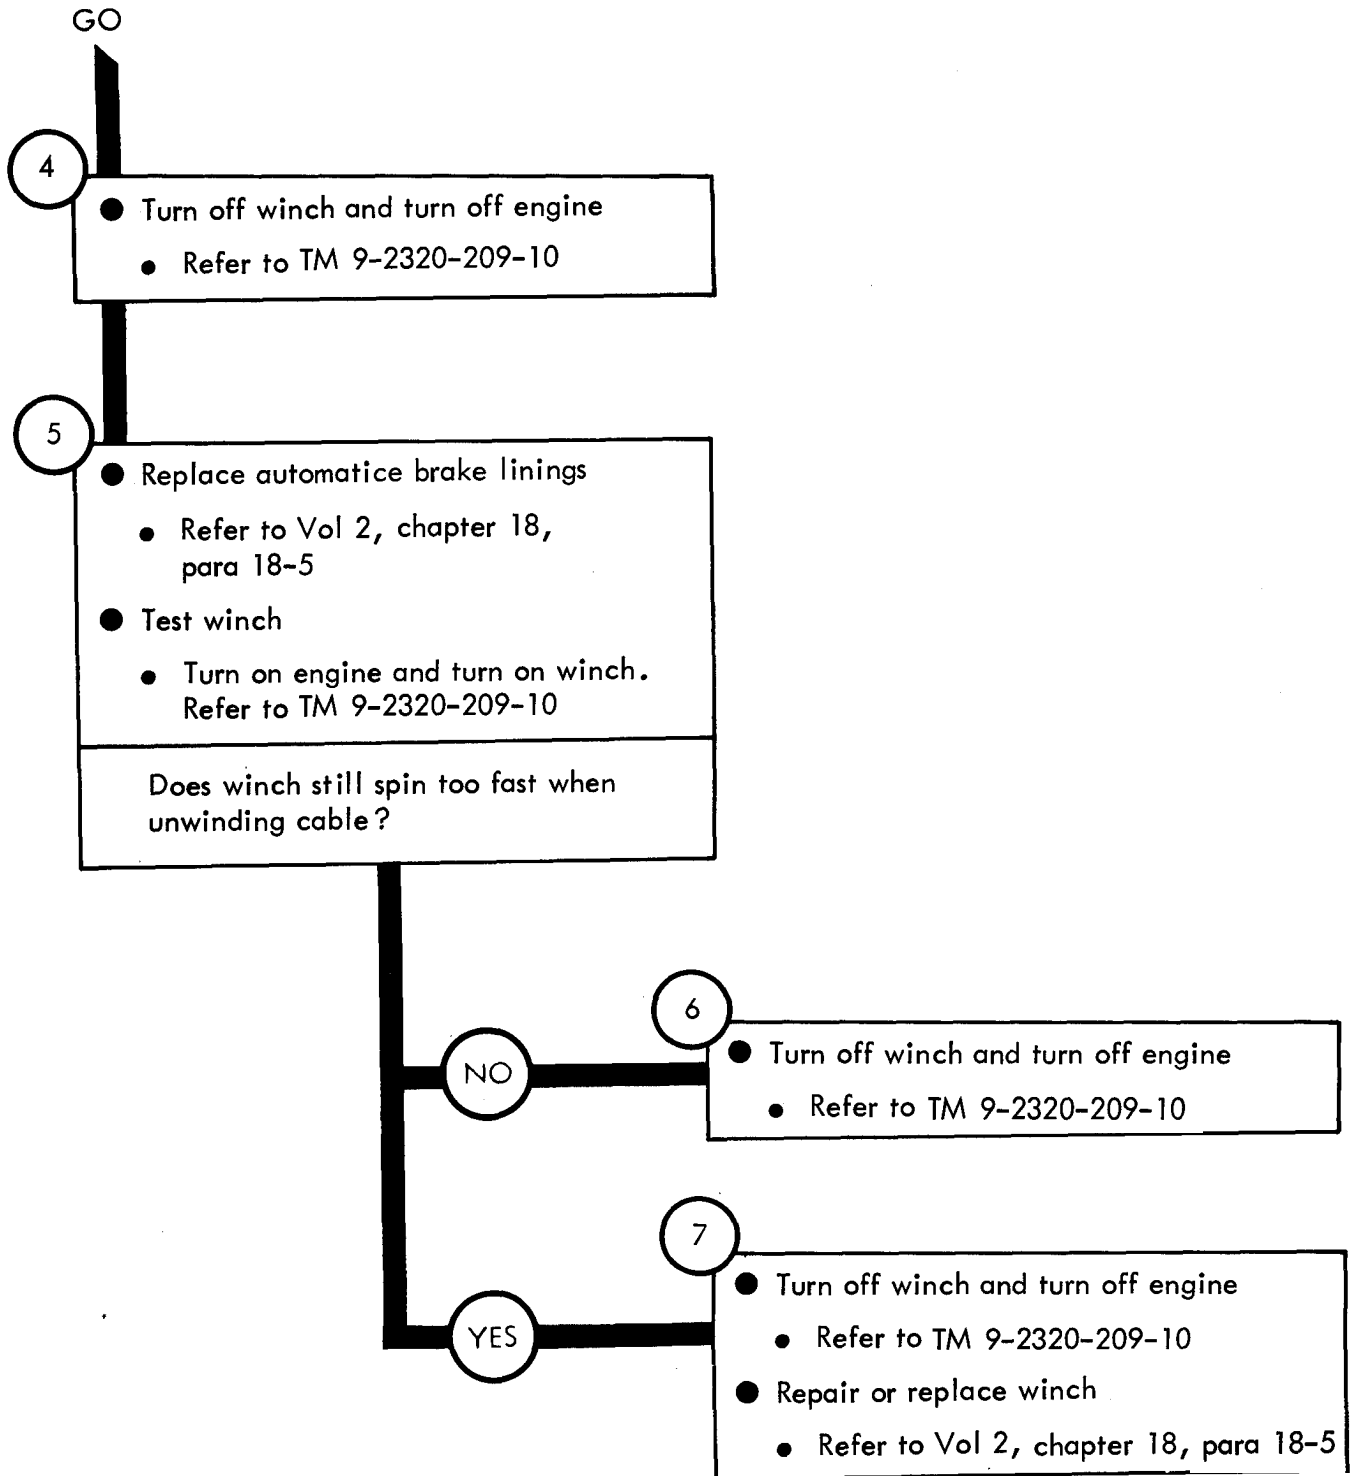 GO
4
● Turn off winch and turn off engine
● Refer to TM 9-2320-209-10
5
● Replace automatice brake linings
● Refer to Vol 2, chapter 18,
para 18-5
● Test winch
● Turn on engine and turn on winch.
Refer to TM 9-2320-209-10
Does winch still spin too fast when
unwinding cable?
6
NO
● Turn off winch and turn off engine
● Refer to TM 9-2320-209-10
7
YES
● Turn off winch and turn off engine
● Refer to TM 9-2320-209-10
● Repair or replace winch
● Refer to Vol 2, chapter 18, para 18-5